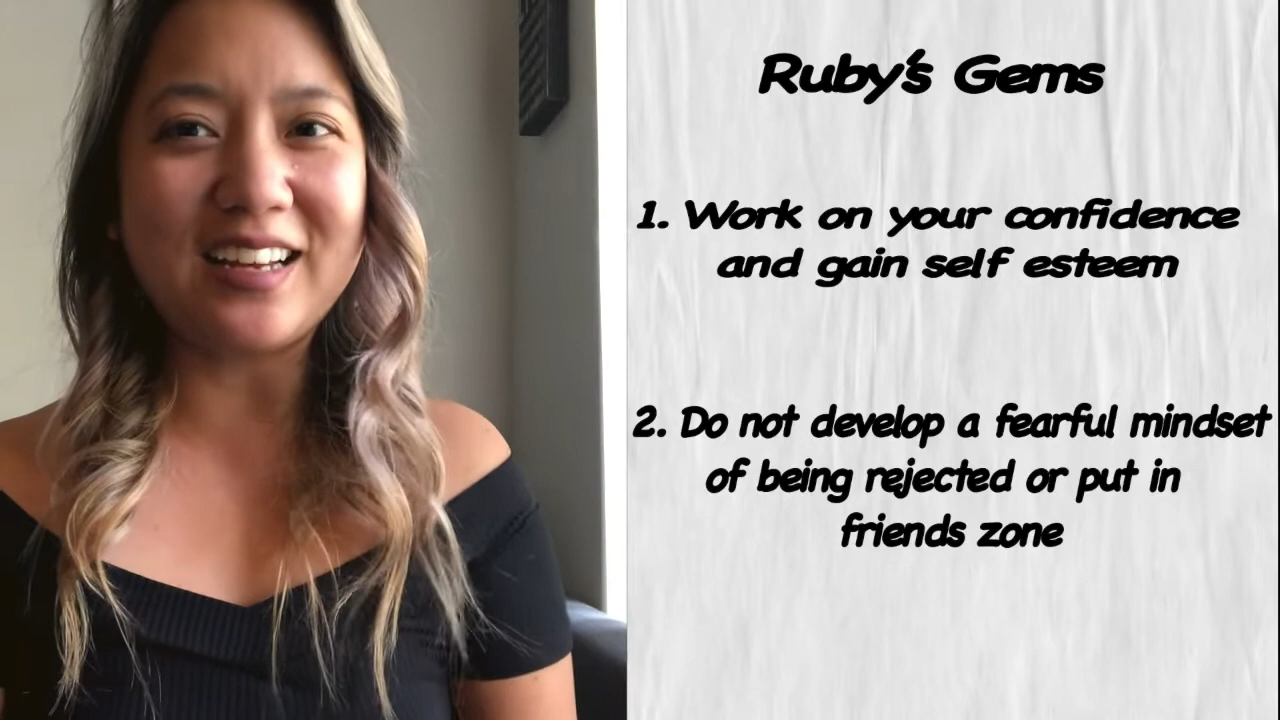 Ruby's Gems
1. Work on your confidence
and gain self esteem
2. Do not develop a fearful mindset
of being rejected or put in
friends zone